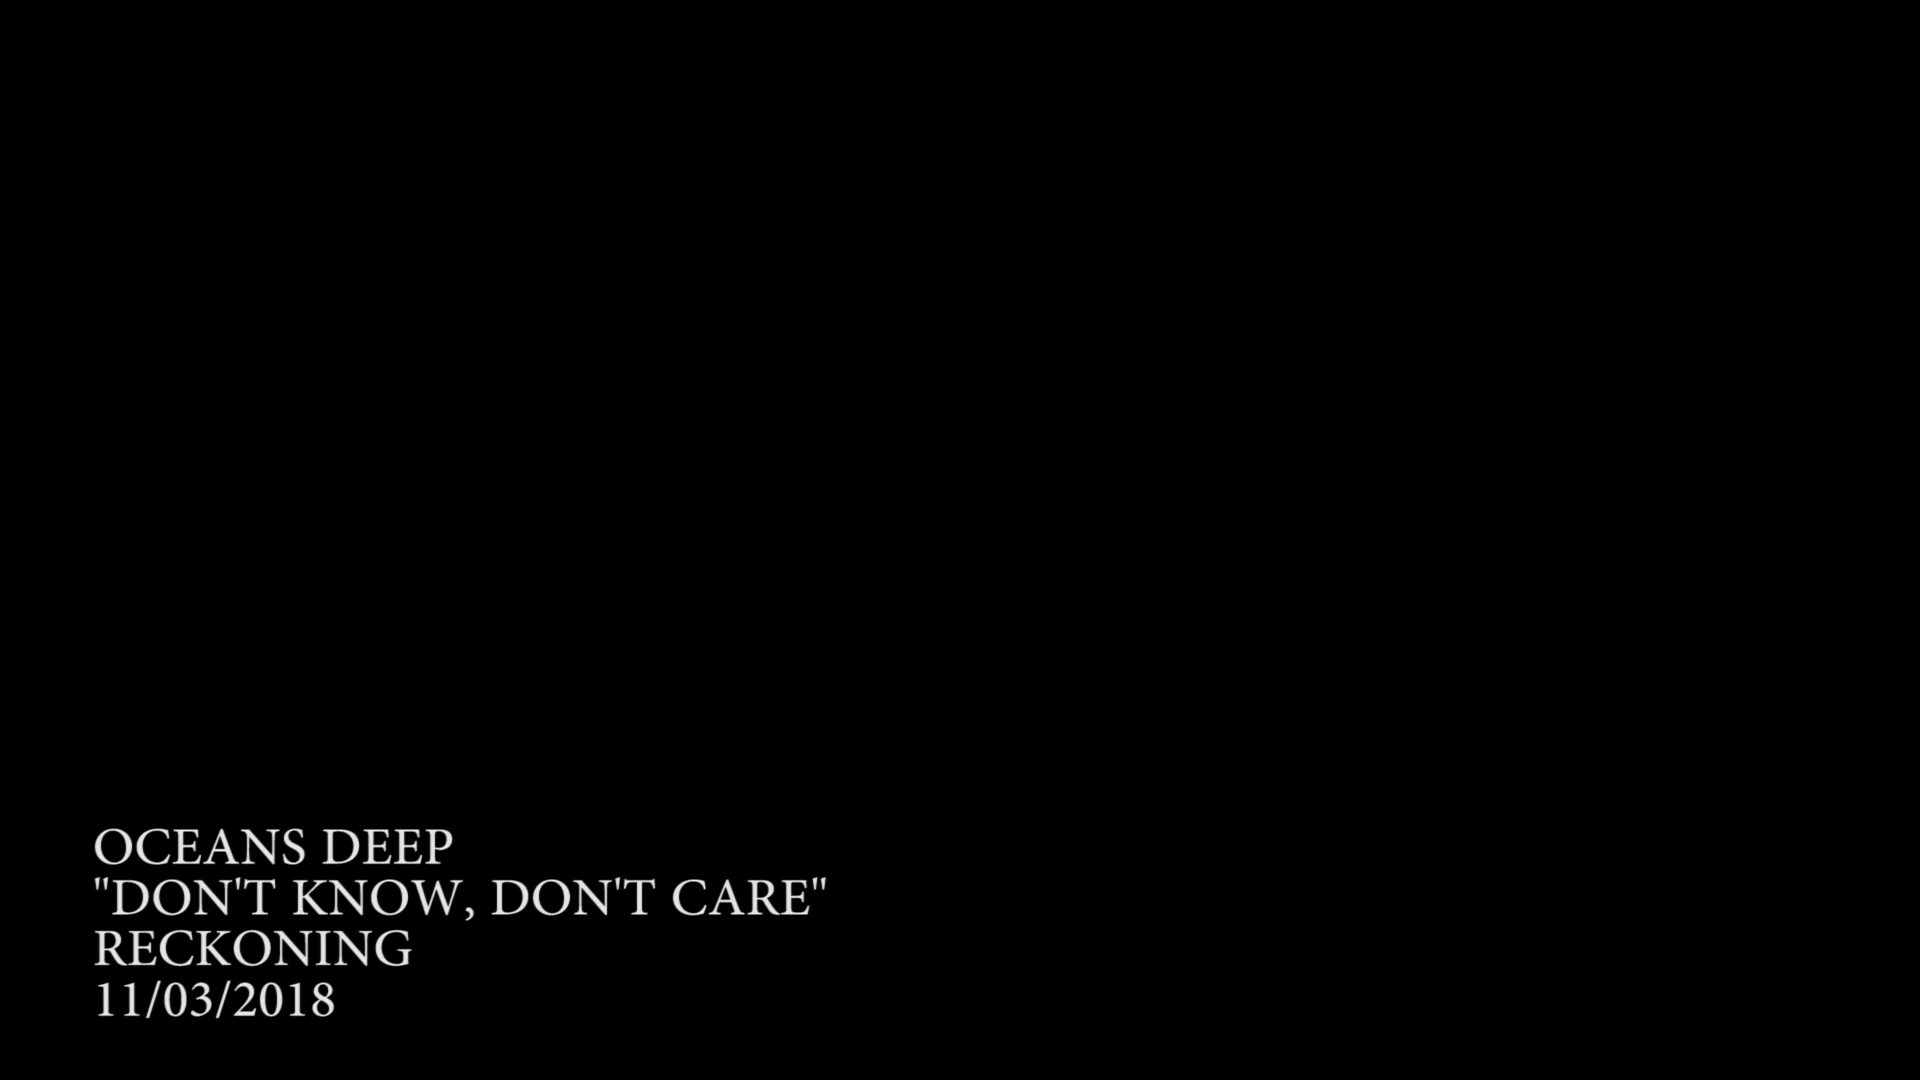 OCEANS DEEP
"DON'T KNOW, DON'T CARE"
RECKONING
11/03/2018